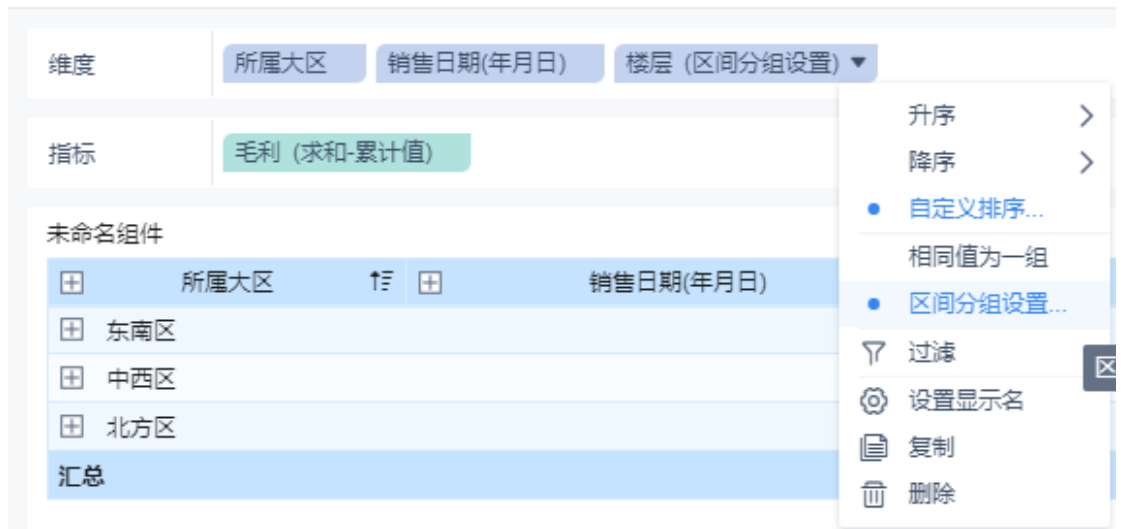 维度 所属大区 销售日期(年月日) 楼层 (区间分组设置)
指标 毛利 (求和-累计值)
未命名组件
所属大区 销售日期(年月日)
东南区
中西区
北方区
汇总
升序
降序
自定义排序...
相同值为一组
区间分组设置...
过滤
设置显示名
复制
删除